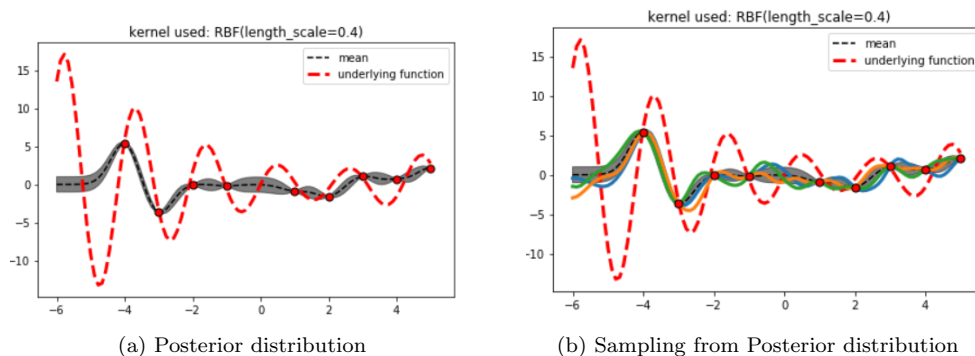 kernel used: RBF(length_scale=0.4)
mean
underlying function
15
10
5
0
−5
−10
−6 −4 −2 0 2 4
(a) Posterior distribution
kernel used: RBF(length_scale=0.4)
mean
underlying function
15
10
5
0
−5
−10
−6 −4 −2 0 2 4
(b) Sampling from Posterior distribution